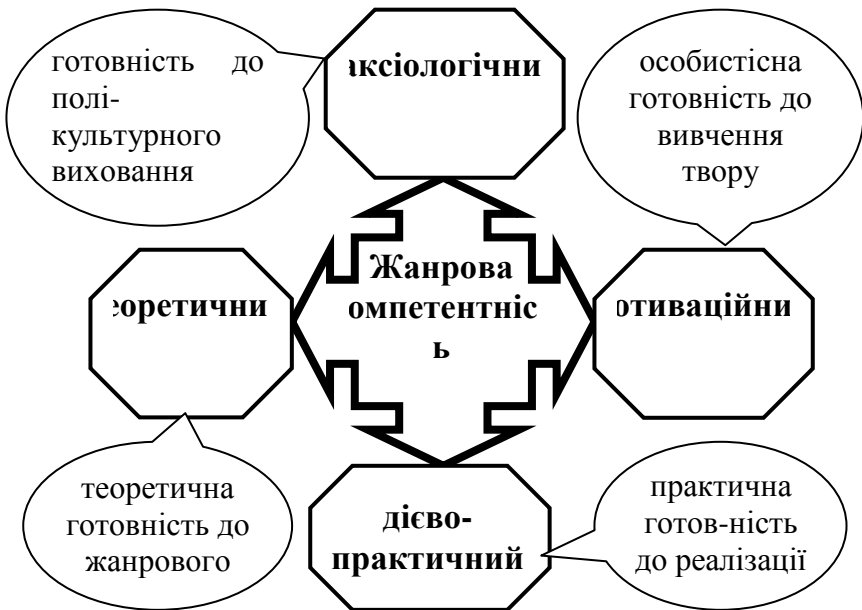 готовність до
полі-
культурного
виховання
аксіологічни
особистісна
готовність до
вивчення
твору
еоретични
Жанрова
омпетентніс
ь
отиваційни
теоретична
готовність до
жанрового
дієво-
практичний
практична
готов-ність
до реалізації